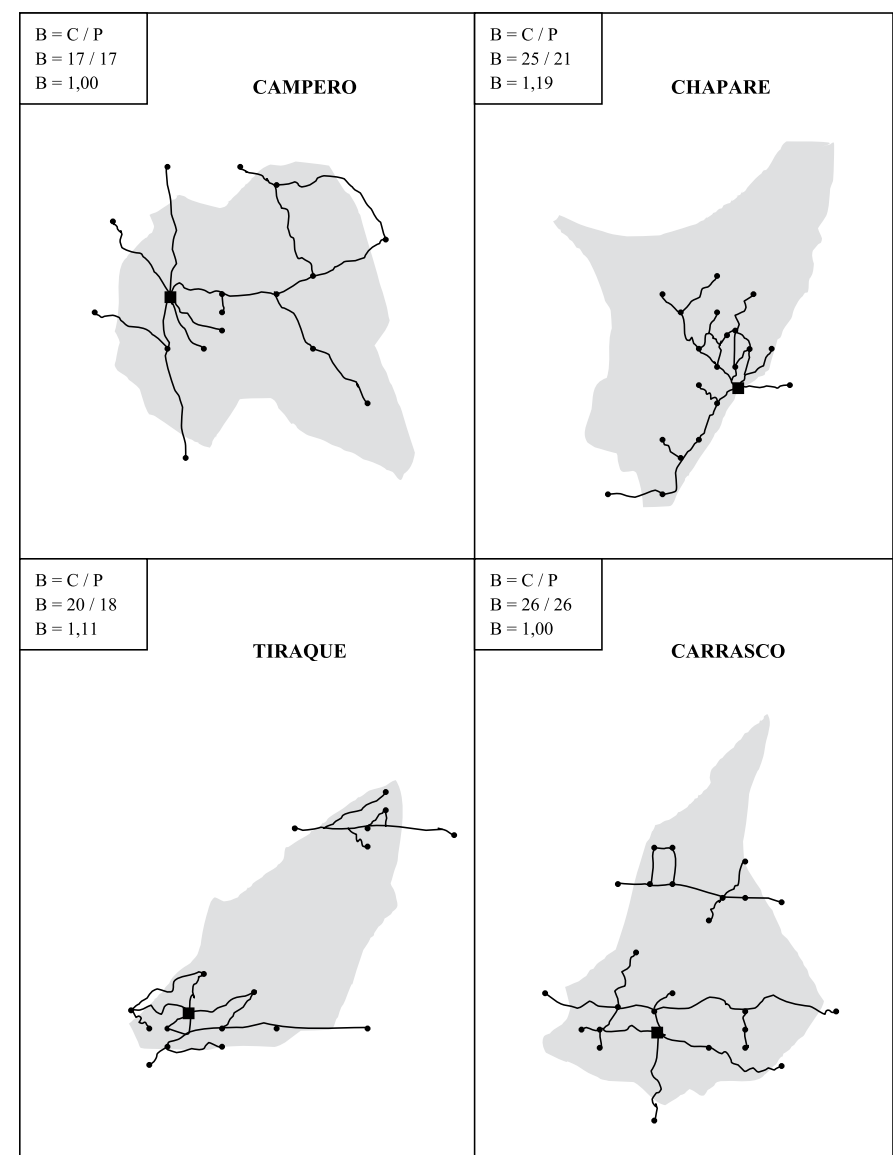 B = C / P
B = 17 / 17
B = 1,00
CAMPERO
B = C / P
B = 25 / 21
B = 1,19
CHAPARE
B = C / P
B = 20 / 18
B = 1,11
TIRAQUE
B = C / P
B = 26 / 26
B = 1,00
CARRASCO